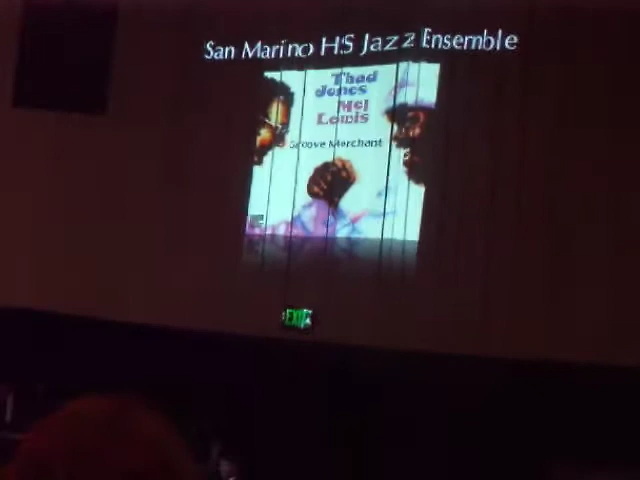 San Marino HS Jazz Ensemble
Thad
Jones
Mel
Lewis
Groove Merchant
EXIT